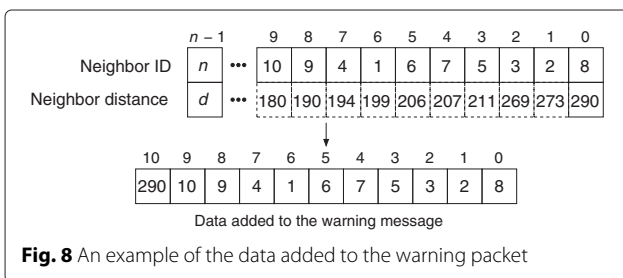 n – 1 9 8 7 6 5 4 3 2 1 0
Neighbor ID n ••• 10 9 4 1 6 7 5 3 2 8
Neighbor distance d ••• 180 190 194 199 206 207 211 269 273 290
10 9 8 7 6 5 4 3 2 1 0
290 10 9 4 1 6 7 5 3 2 8
Data added to the warning message
Fig. 8 An example of the data added to the warning packet